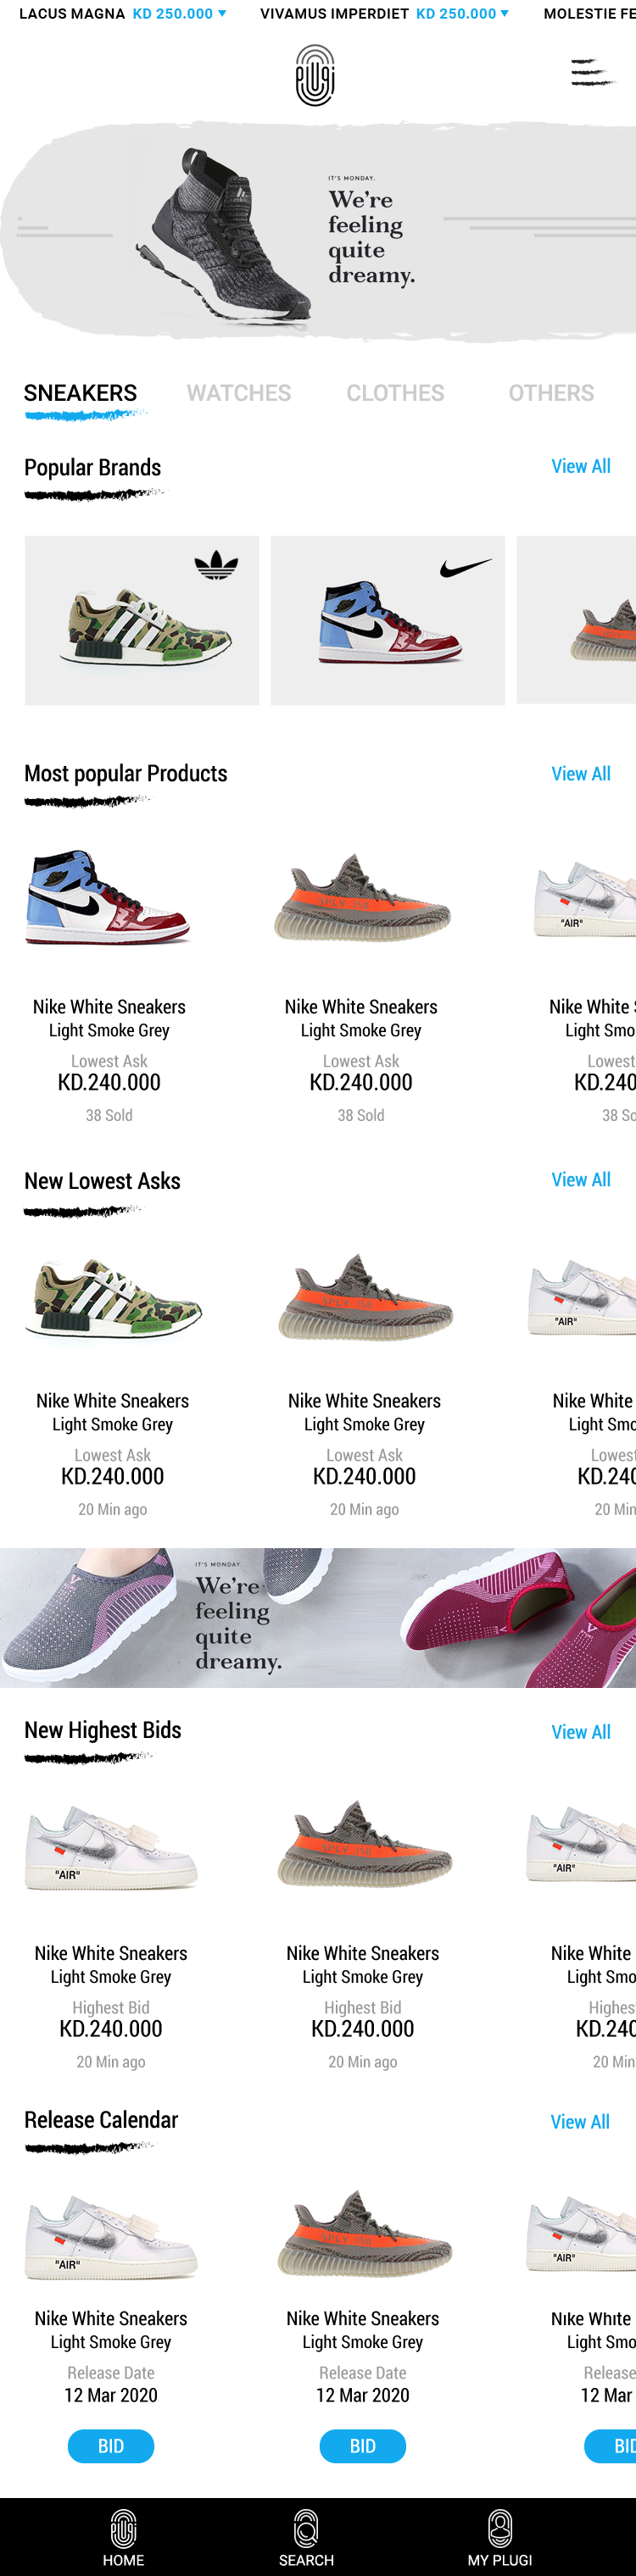 LACUS MAGNA KD 250.000 VIVAMUS IMPERDIET KD 250.000 MOLESTIE FE
PLUGi
IT'S MONDAY.
We're
feeling
quite
dreamy.
SNEAKERS WATCHES CLOTHES OTHERS
Popular Brands View All
Most popular Products View All
SPLY 350
"AIR"
Nike White Sneakers Nike White Sneakers Nike White S
Light Smoke Grey Light Smoke Grey Light Smo
Lowest Ask Lowest Ask Lowest
KD.240.000 KD.240.000 KD.240
38 Sold 38 Sold 38 So
New Lowest Asks View All
SPLY 350
"AIR"
Nike White Sneakers Nike White Sneakers Nike White
Light Smoke Grey Light Smoke Grey Light Smo
Lowest Ask Lowest Ask Lowest
KD.240.000 KD.240.000 KD.240
20 Min ago 20 Min ago 20 Min
IT'S MONDAY.
We're
feeling
quite
dreamy.
New Highest Bids View All
"AIR" SPLY 350 "AIR"
Nike White Sneakers Nike White Sneakers Nike White
Light Smoke Grey Light Smoke Grey Light Smo
Highest Bid Highest Bid Highes
KD.240.000 KD.240.000 KD.240
20 Min ago 20 Min ago 20 Min
Release Calendar View All
"AIR" SPLY 350 "AIR"
Nike White Sneakers Nike White Sneakers Nike White
Light Smoke Grey Light Smoke Grey Light Smo
Release Date Release Date Release
12 Mar 2020 12 Mar 2020 12 Mar
BID BID BID
PLUGi
HOME SEARCH MY PLUGI